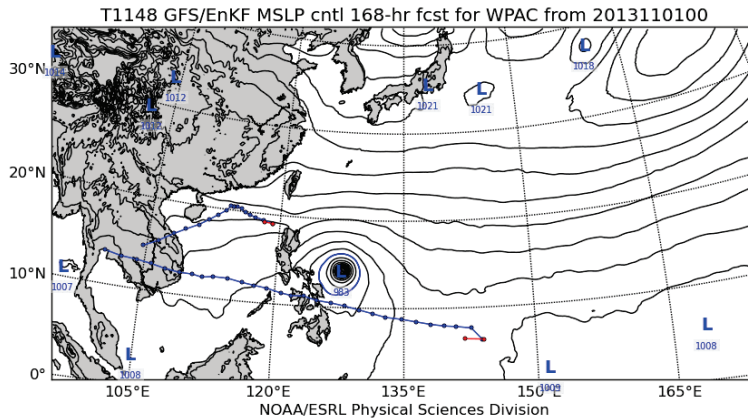 T1148 GFS/EnKF MSLP cntl 168-hr fcst for WPAC from 2013110100
30°N
20°N
10°N
0°
L
L 1012
L
L 1021
L 1021
L 1018
L 1007
L 983
L 1008
L 1009
L 1008
105°E 120°E 135°E 150°E 165°E
NOAA/ESRL Physical Sciences Division